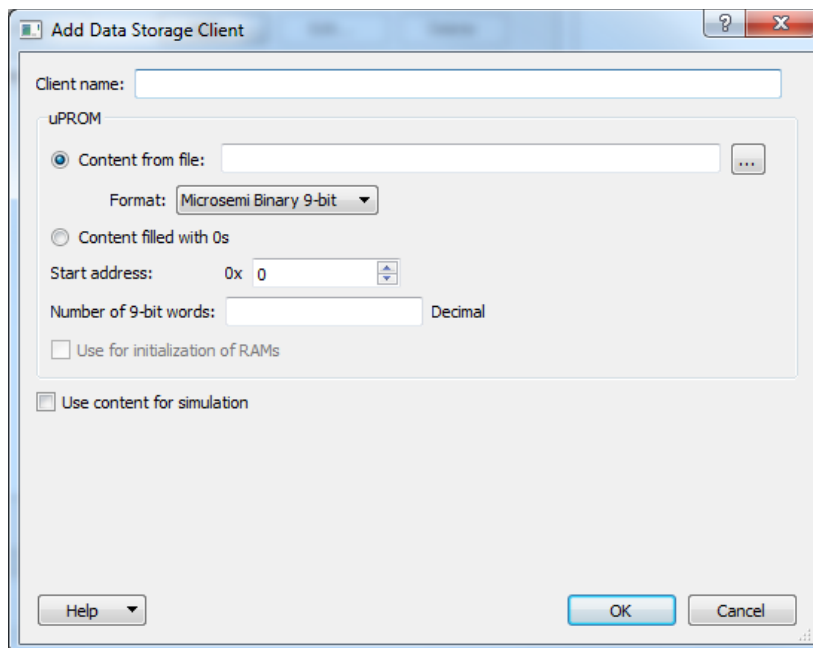 Add Data Storage Client
Client name:
uPROM
Content from file:
...
Format: Microsemi Binary 9-bit
Content filled with 0s
Start address: 0x 0
Number of 9-bit words: Decimal
Use for initialization of RAMs
Use content for simulation
Help OK Cancel